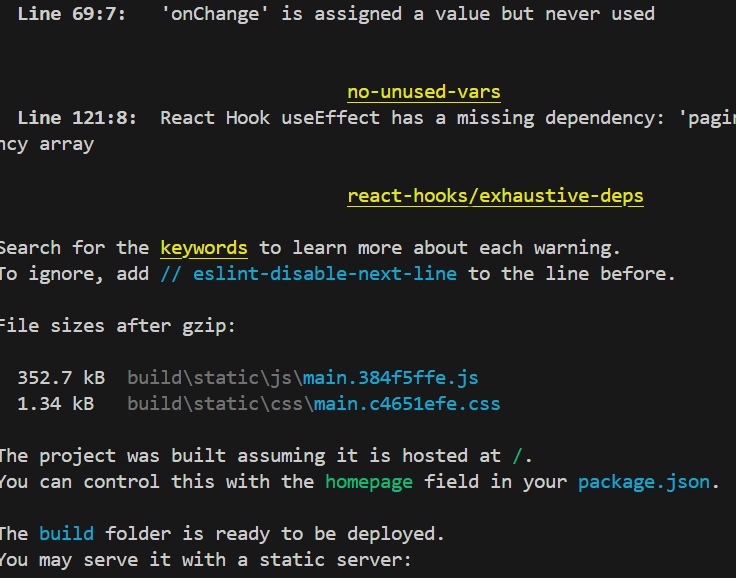 Line 69:7: 'onChange' is assigned a value but never used
no-unused-vars
Line 121:8: React Hook useEffect has a missing dependency: 'pagin
ncy array
react-hooks/exhaustive-deps
Search for the keywords to learn more about each warning.
To ignore, add // eslint-disable-next-line to the line before.
File sizes after gzip:
352.7 kB build\static\js\main.384f5ffe.js
1.34 kB build\static\css\main.c4651efe.css
The project was built assuming it is hosted at /.
You can control this with the homepage field in your package.json.
The build folder is ready to be deployed.
You may serve it with a static server: